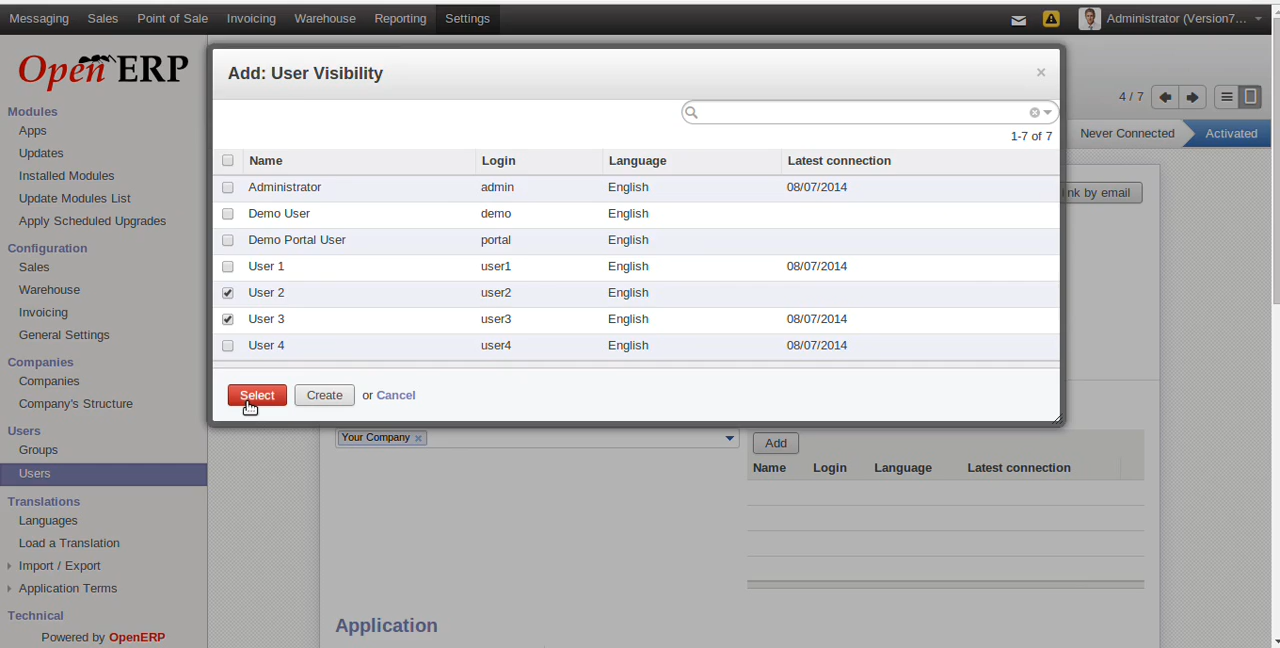 Messaging Sales Point of Sale Invoicing Warehouse Reporting Settings Administrator (Version7...
OpenERP
Modules
Apps
Updates
Installed Modules
Update Modules List
Apply Scheduled Upgrades
Configuration
Sales
Warehouse
Invoicing
General Settings
Companies
Companies
Company's Structure
Users
Groups
Users
Translations
Languages
Load a Translation
Import / Export
Application Terms
Technical
Powered by OpenERP
4 / 7
Never Connected Activated
by email
Add: User Visibility ×
1-7 of 7
Name Login Language Latest connection
Administrator admin English 08/07/2014
Demo User demo English
Demo Portal User portal English
User 1 user1 English 08/07/2014
User 2 user2 English
User 3 user3 English 08/07/2014
User 4 user4 English 08/07/2014
Select Create or Cancel
Your Company ×
Add
Name Login Language Latest connection
Application